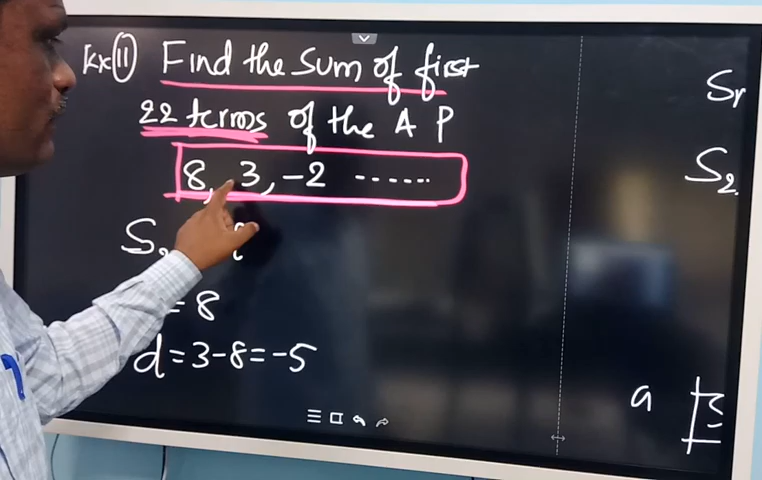 Ex 11 Find the Sum of first
22 terms of the A P
8, 3, -2 ------
S
= 8
d = 3-8 = -5
S
S2
a